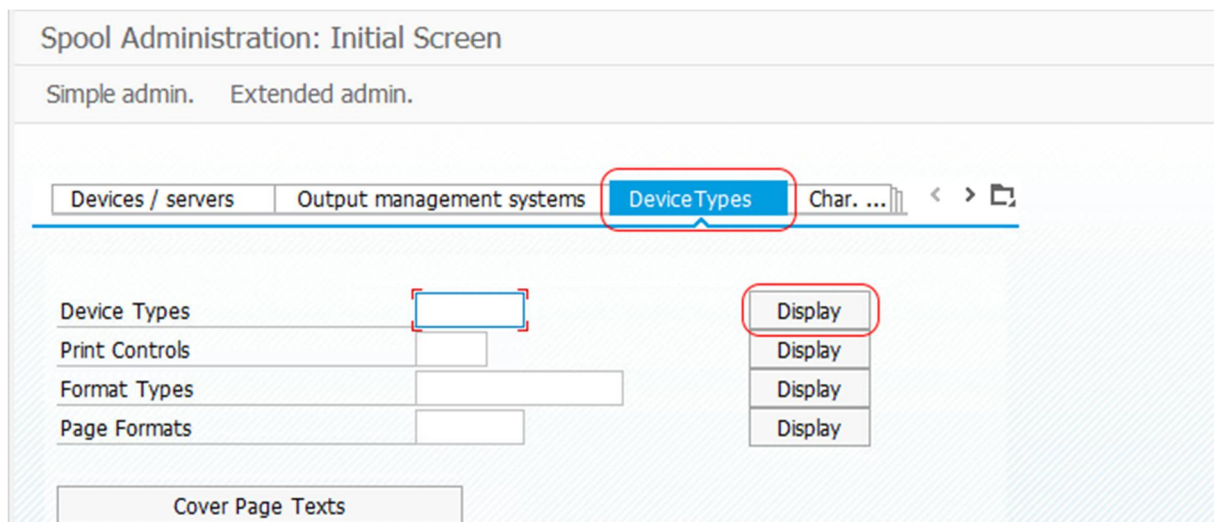 Spool Administration: Initial Screen
Simple admin. Extended admin.
Devices / servers Output management systems DeviceTypes Char. ...
Device Types Display
Print Controls Display
Format Types Display
Page Formats Display
Cover Page Texts